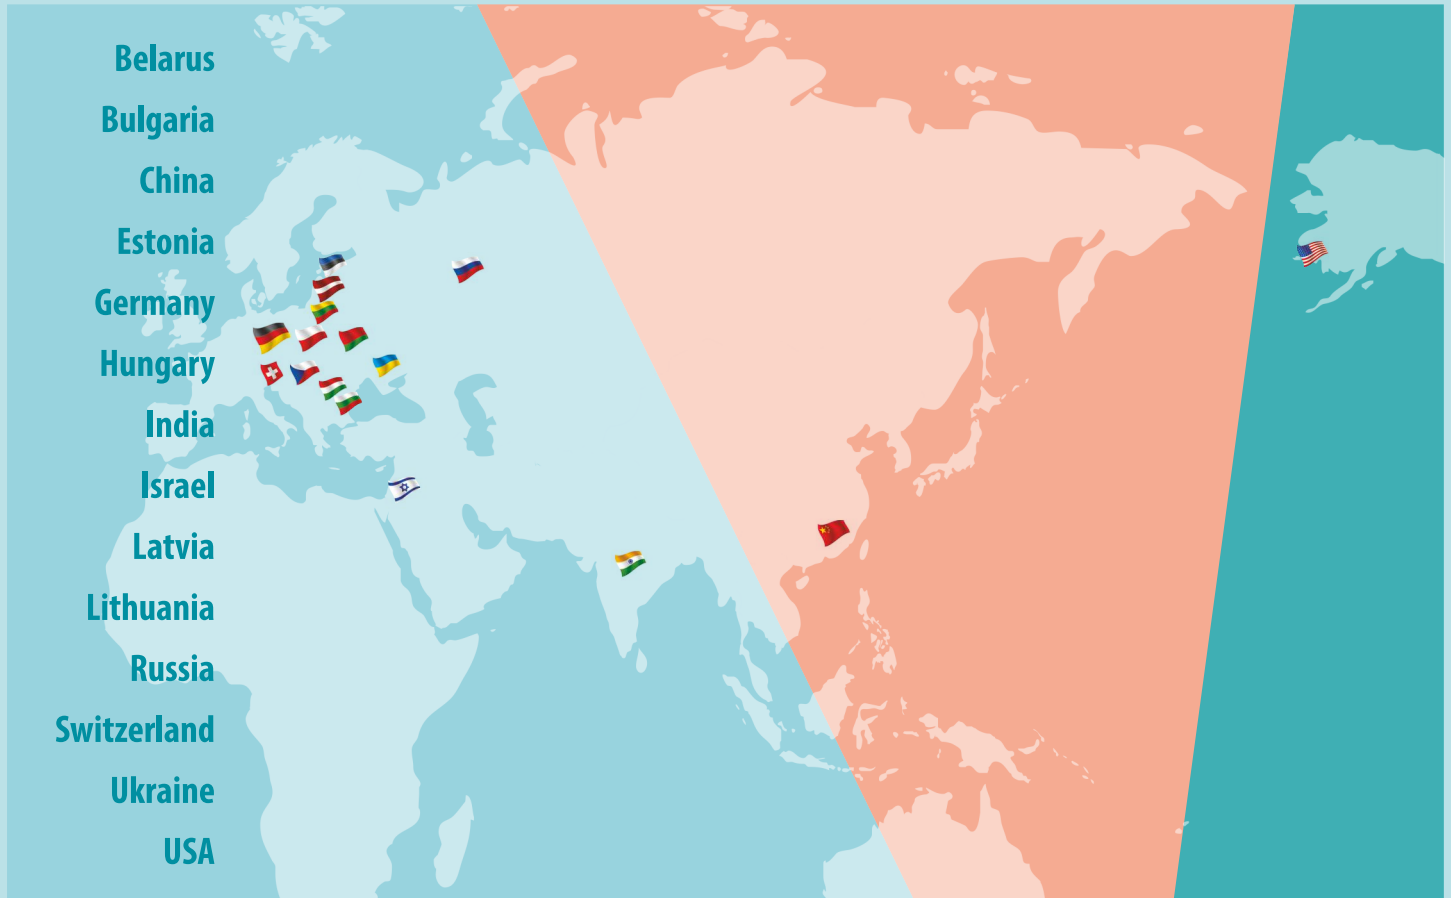 Belarus
Bulgaria
China
Estonia
Germany
Hungary
India
Israel
Latvia
Lithuania
Russia
Switzerland
Ukraine
USA